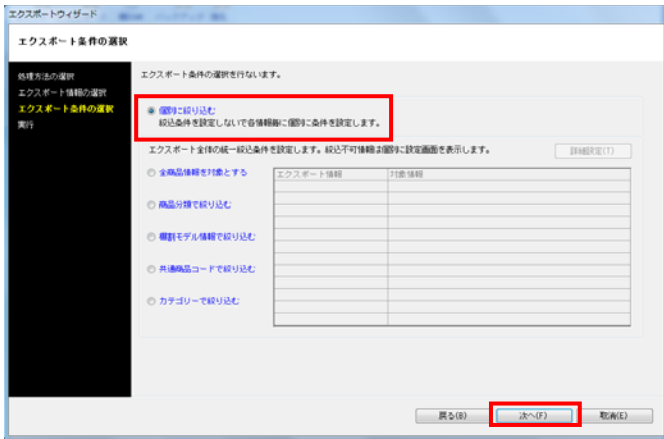 エクスポートウィザード
エクスポート条件の選択
処理方法の選択
エクスポート情報の選択
エクスポート条件の選択
実行
エクスポート条件の選択を行ないます。
個別に絞り込む
絞込条件を設定しないで各情報毎に個別に条件を設定します。
エクスポート全体の統一絞込条件を設定します。絞込不可情報は個別に設定画面を表示します。
詳細設定(T)
全商品情報を対象とする
商品分類で絞り込む
棚割モデル情報で絞り込む
共通商品コードで絞り込む
カテゴリーで絞り込む
エクスポート情報 対象情報
戻る(B) 次へ(F) 取消(E)